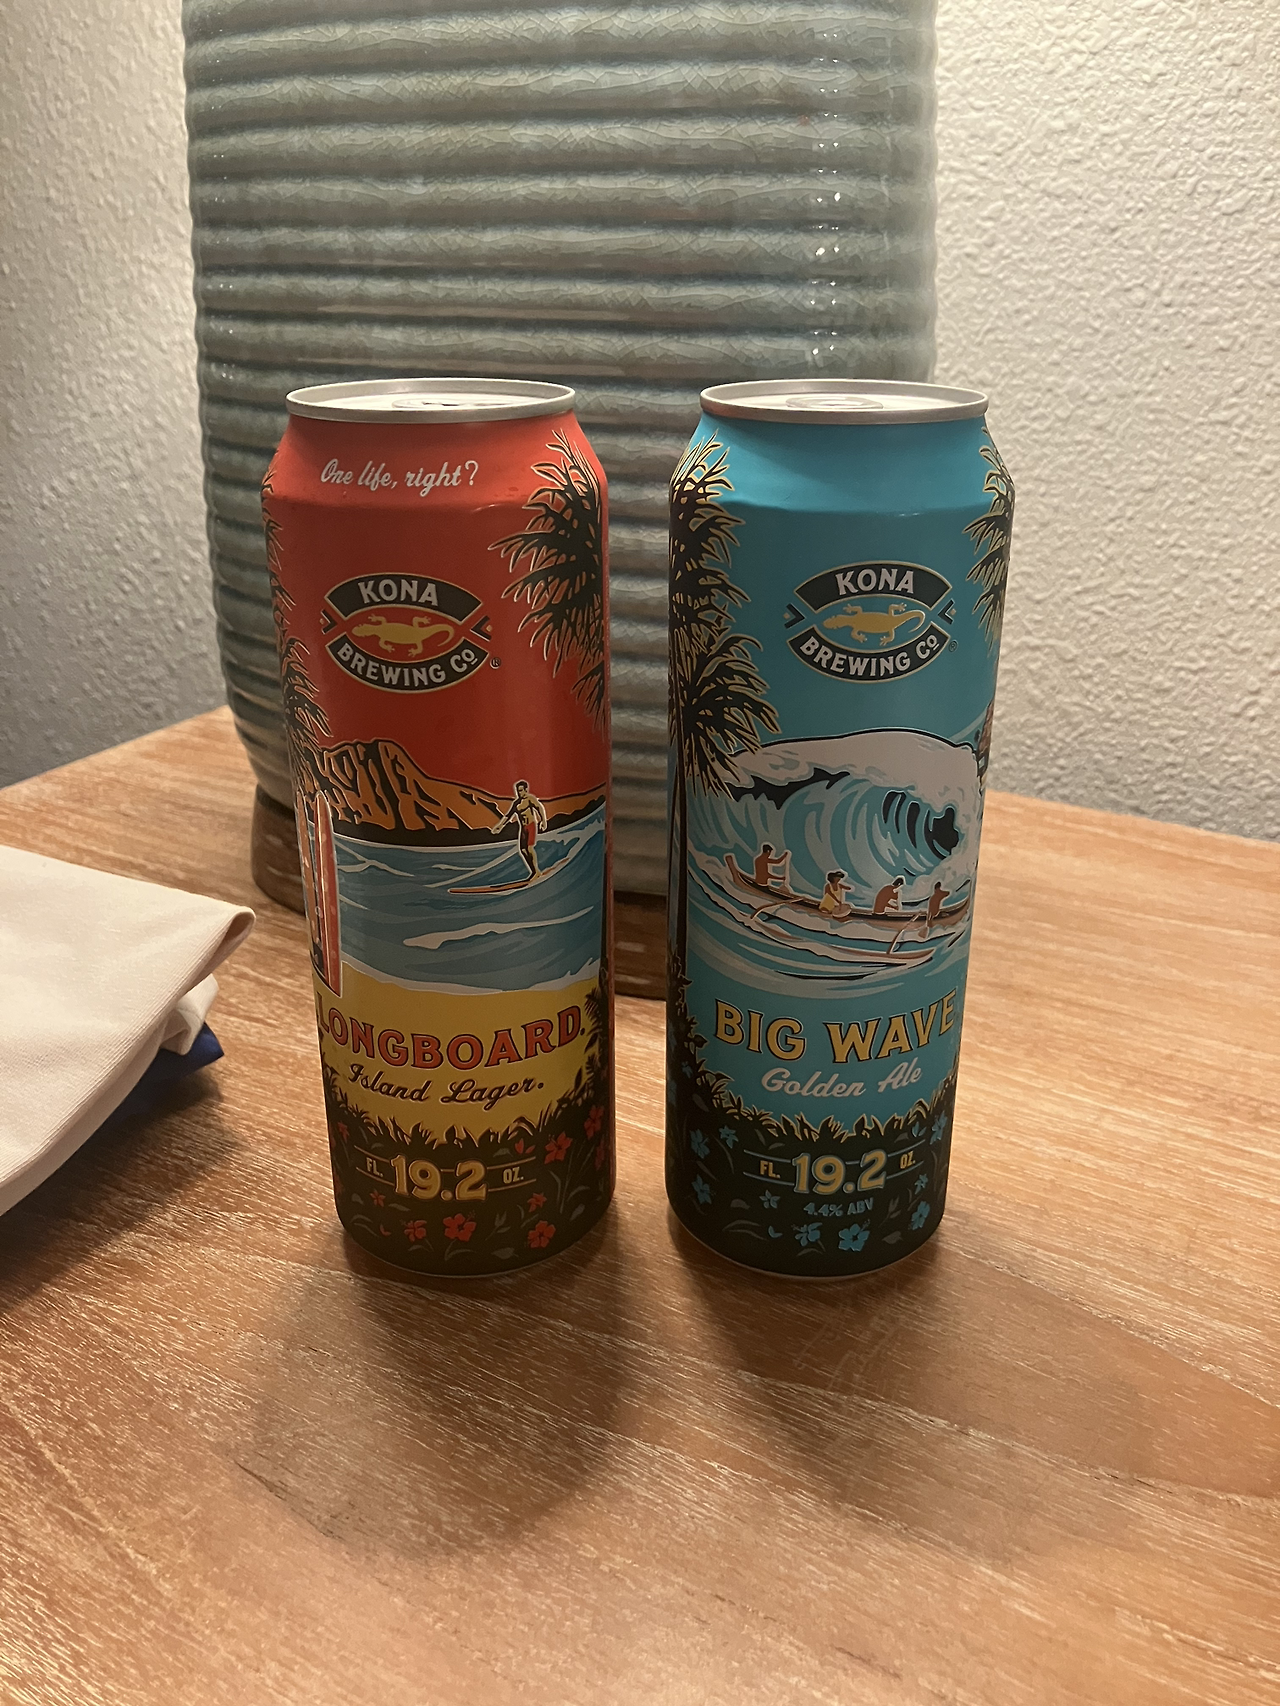 One life, right?
KONA
BREWING Co
®
LONGBOARD.
Island Lager.
FL. 19.2 OZ.
KONA
BREWING Co
®
BIG WAVE
Golden Ale
FL. 19.2 OZ.
4.4% ABV